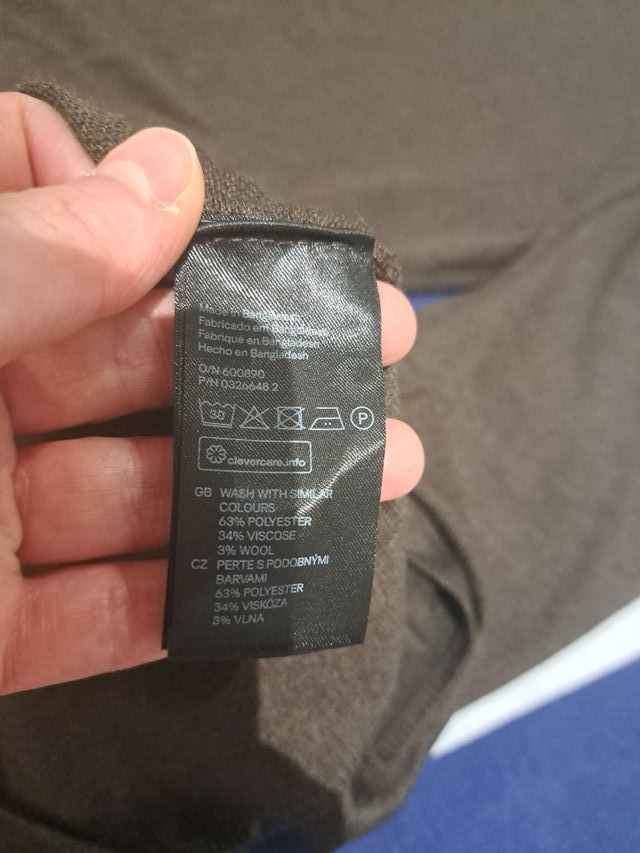 Made in Bangladesh
Fabricado em Bangladesh
Fabriqué en Bangladesh
Hecho en Bangladesh
O/N 600890
P/N 0326648 2
30 P
clevercare.info
GB WASH WITH SIMILAR
COLOURS
63% POLYESTER
34% VISCOSE
3% WOOL
CZ PERTE S PODOBNÝMI
BARVAMI
63% POLYESTER
34% VISKÓZA
3% VLNA